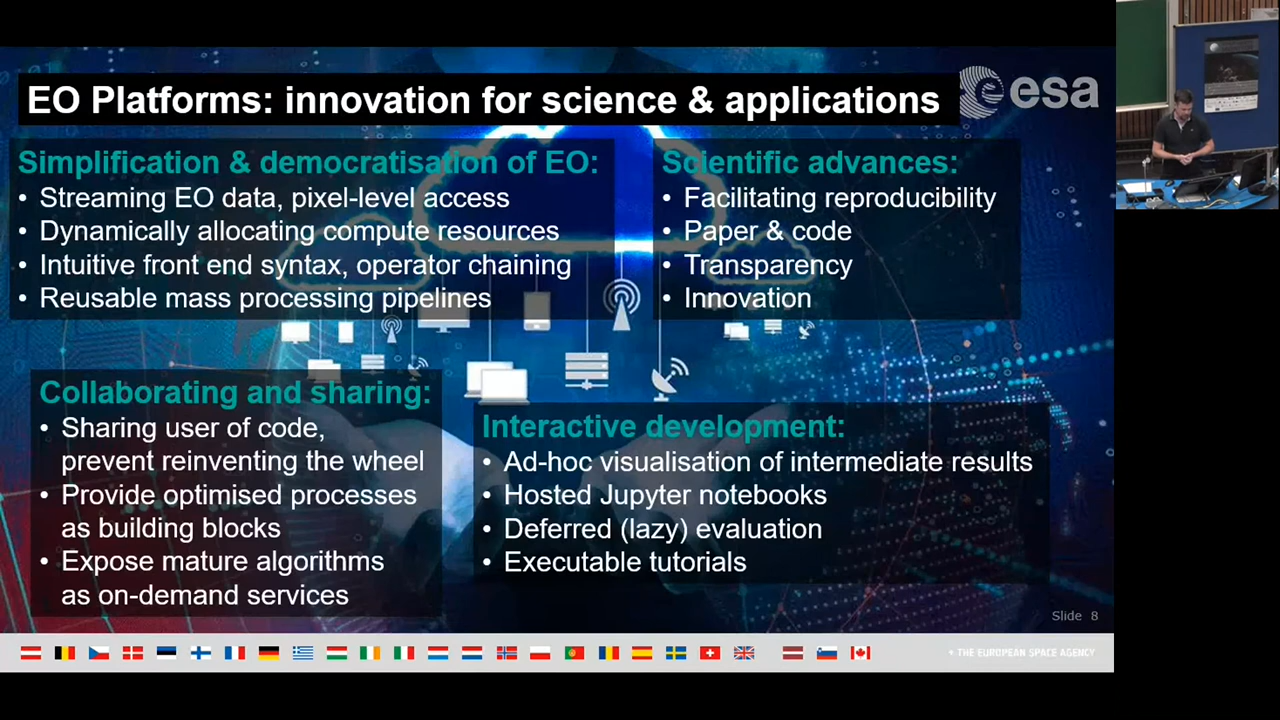 EO Platforms: innovation for science & applications
esa
Simplification & democratisation of EO:
• Streaming EO data, pixel-level access
• Dynamically allocating compute resources
• Intuitive front end syntax, operator chaining
• Reusable mass processing pipelines
Scientific advances:
• Facilitating reproducibility
• Paper & code
• Transparency
• Innovation
Collaborating and sharing:
• Sharing user of code,
prevent reinventing the wheel
• Provide optimised processes
as building blocks
• Expose mature algorithms
as on-demand services
Interactive development:
• Ad-hoc visualisation of intermediate results
• Hosted Jupyter notebooks
• Deferred (lazy) evaluation
• Executable tutorials
Slide 8
THE EUROPEAN SPACE AGENCY